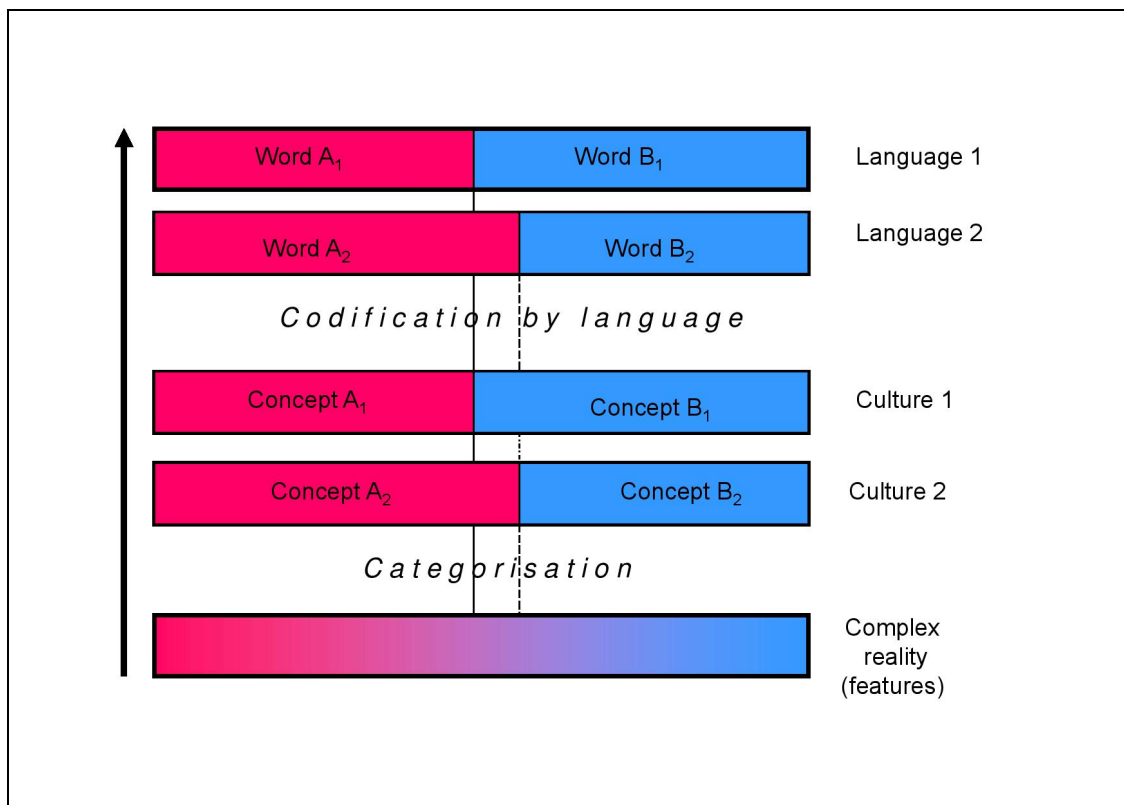 Word A₁ Word B₁ Language 1
Word A₂ Word B₂ Language 2
Codification by language
Concept A₁ Concept B₁ Culture 1
Concept A₂ Concept B₂ Culture 2
Categorisation
Complex
reality
(features)